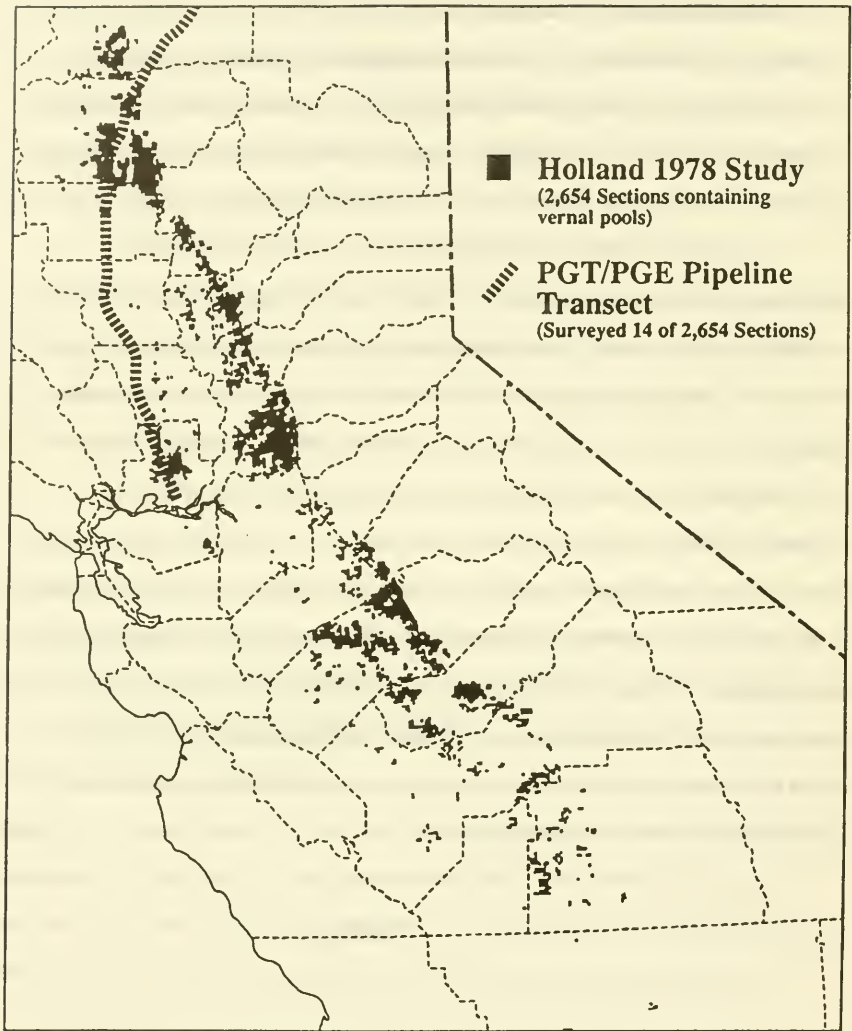 Holland 1978 Study
(2,654 Sections containing
vernal pools)
PGT/PGE Pipeline
Transect
(Surveyed 14 of 2,654 Sections)